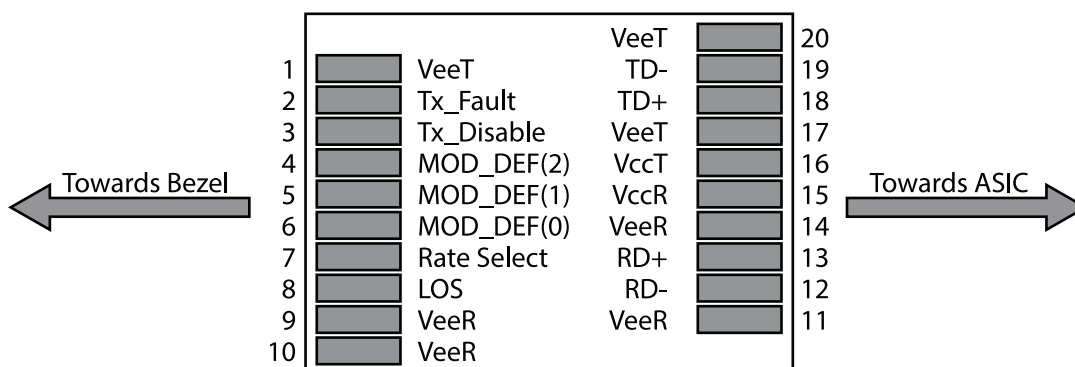 VeeT 20
1 VeeT TD- 19
2 Tx_Fault TD+ 18
3 Tx_Disable VeeT 17
4 MOD_DEF(2) VccT 16
Towards Bezel 5 MOD_DEF(1) VccR 15 Towards ASIC
6 MOD_DEF(0) VeeR 14
7 Rate Select RD+ 13
8 LOS RD- 12
9 VeeR VeeR 11
10 VeeR